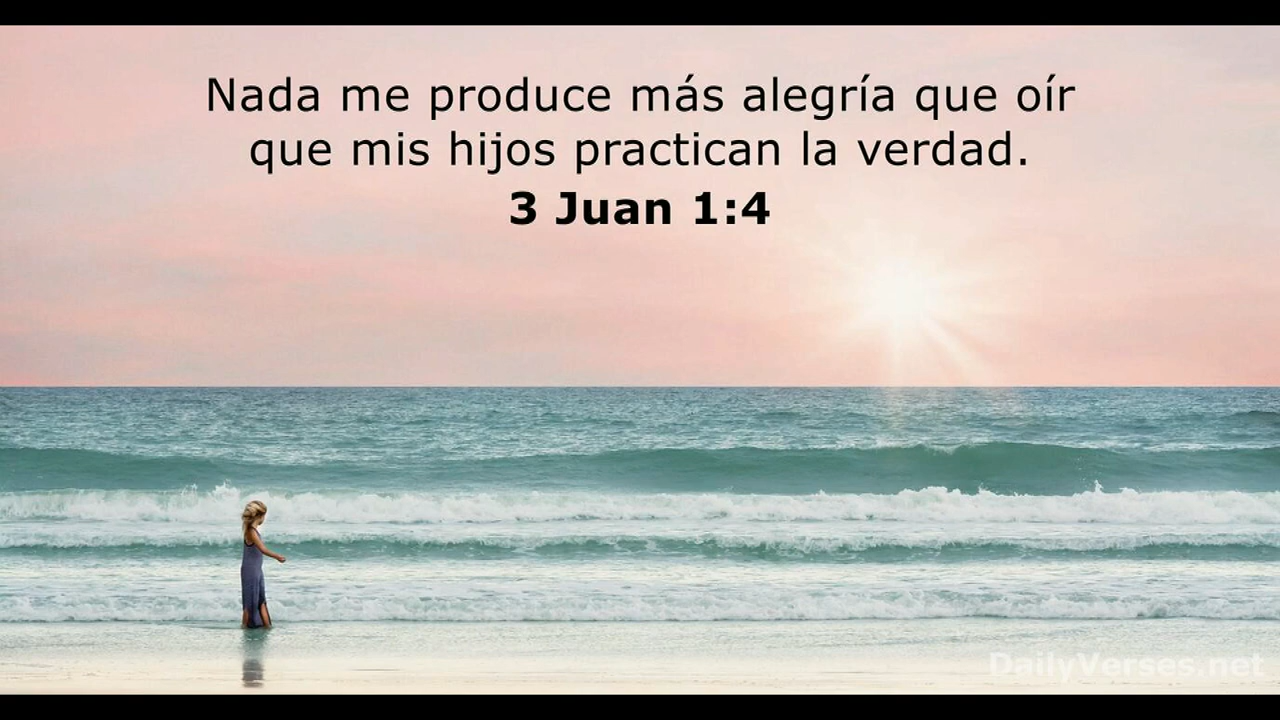 Nada me produce más alegría que oír
que mis hijos practican la verdad.
3 Juan 1:4
DailyVerses.net